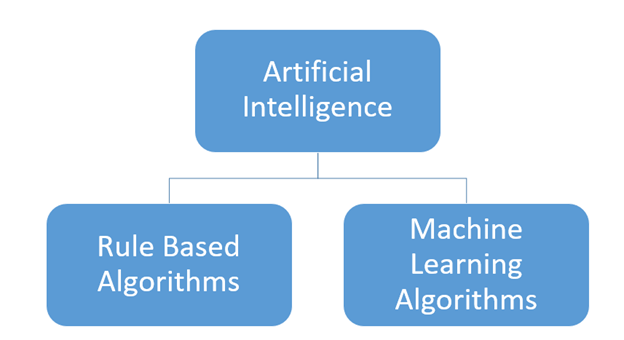 Artificial
Intelligence
Rule Based
Algorithms
Machine
Learning
Algorithms